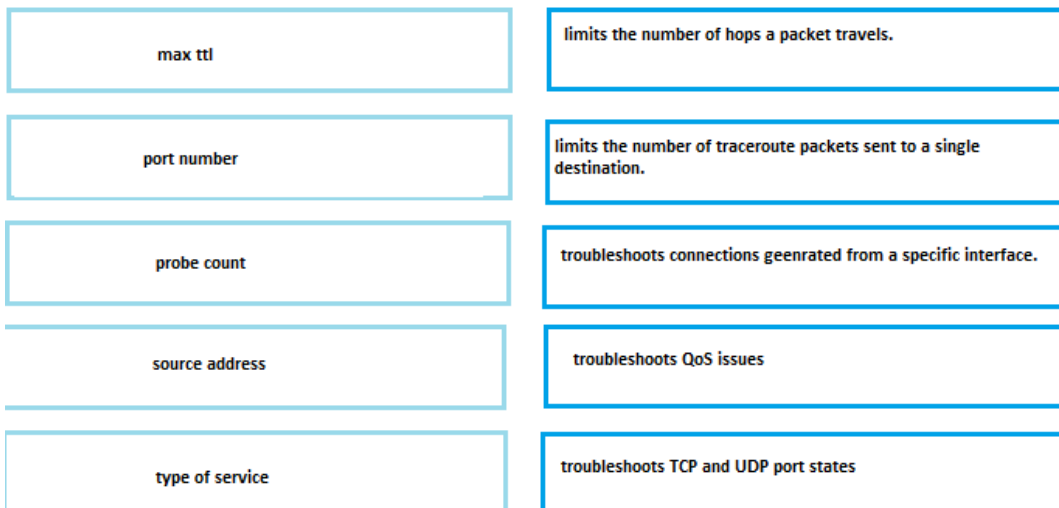 max ttl
limits the number of hops a packet travels.
port number
limits the number of traceroute packets sent to a single
destination.
probe count
troubleshoots connections geenrated from a specific interface.
source address
troubleshoots QoS issues
type of service
troubleshoots TCP and UDP port states